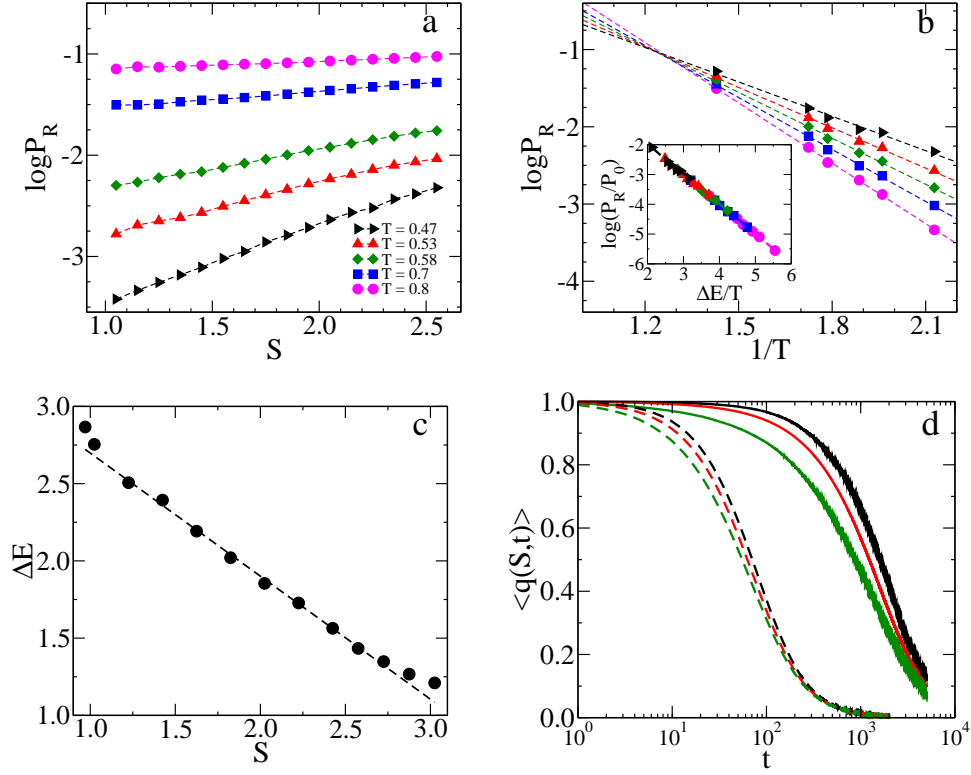 a
-1
-2
-3
logP_R
1.0
1.5
2.0
2.5
S
T = 0.47
T = 0.53
T = 0.58
T = 0.7
T = 0.8
b
-1
-2
-3
-4
logP_R
1.2
1.5
1.8
2.1
1/T
-2
-3
-4
-5
-6
log(P_R/P_0)
2
3
4
5
6
ΔE/T
c
3.0
2.5
2.0
1.5
1.0
ΔE
1.0
1.5
2.0
2.5
3.0
S
d
1.0
0.8
0.6
0.4
0.2
0.0
<q(S,t)>
10^0
10^1
10^2
10^3
10^4
t